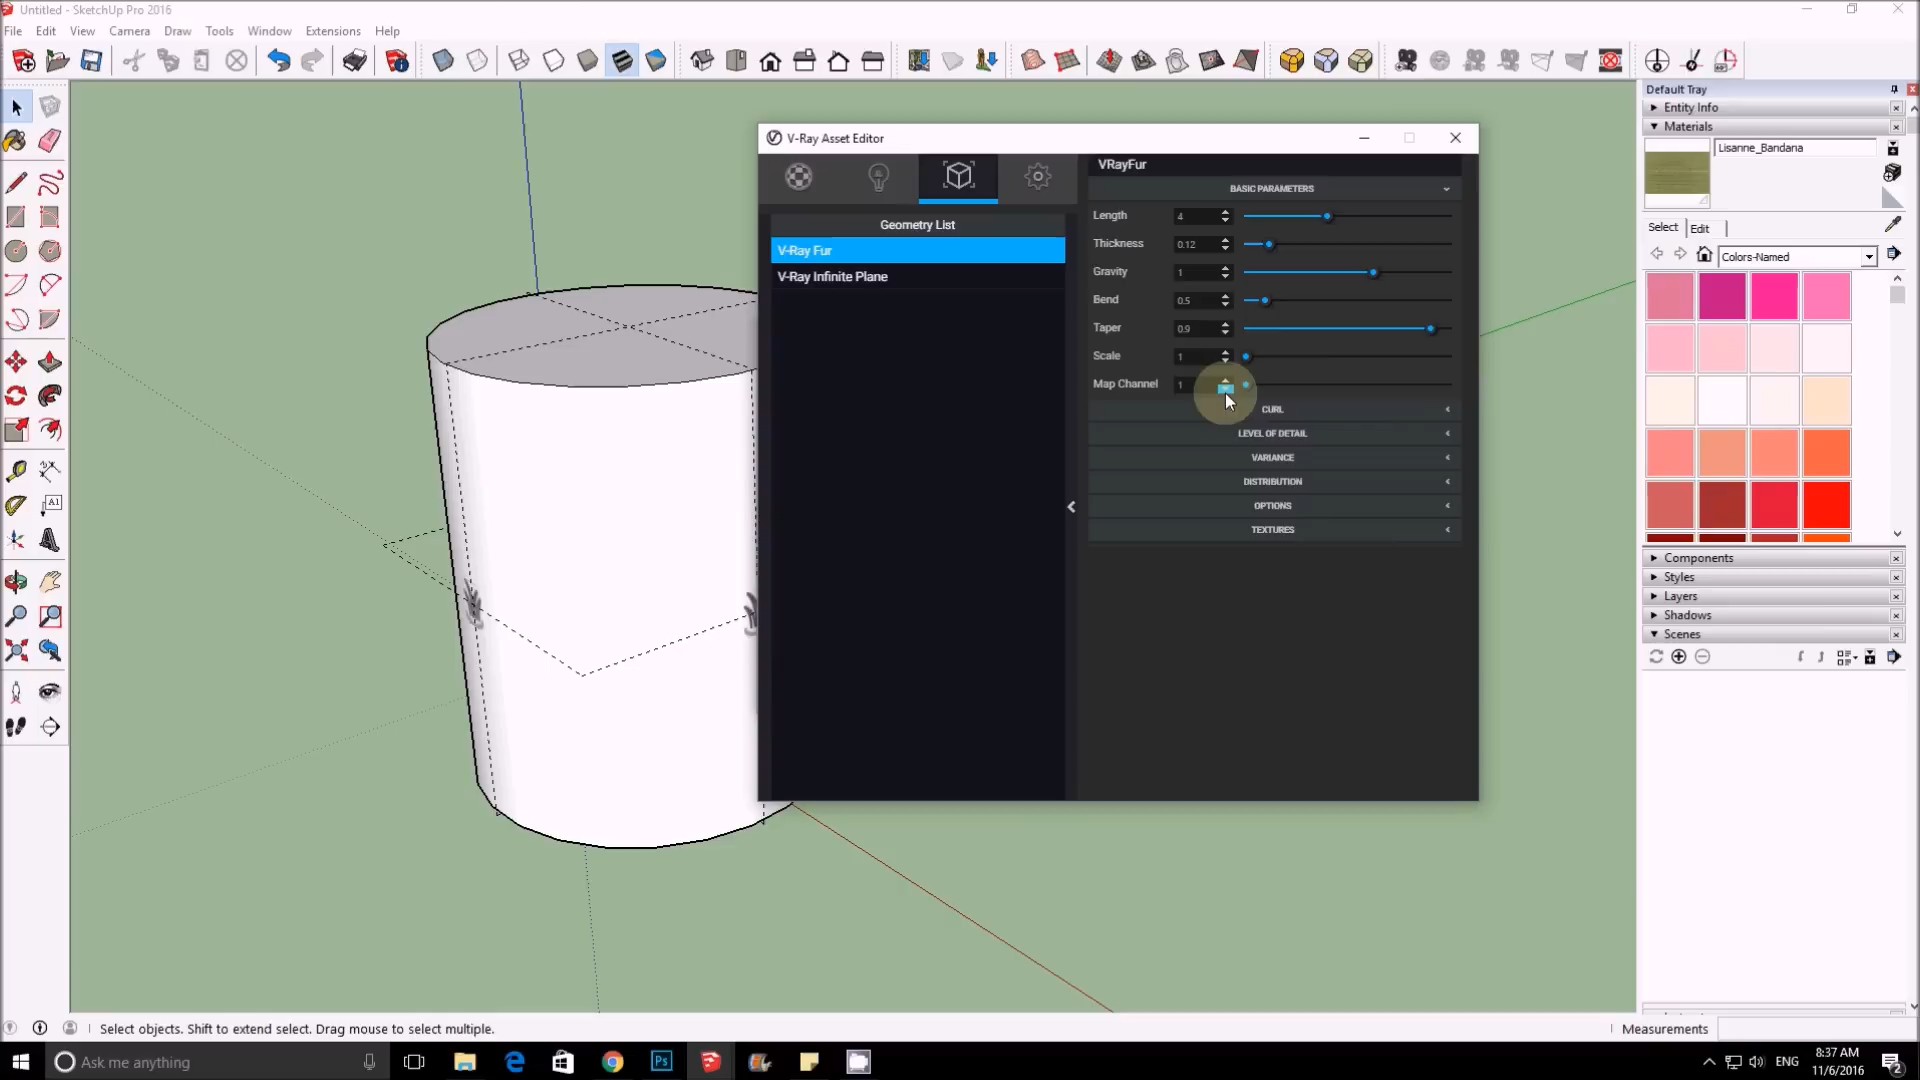 Untitled - SketchUp Pro 2016
File Edit View Camera Draw Tools Window Extensions Help
Default Tray
Entity Info
Materials
Lisanne_Bandana
Select Edit
Colors-Named
Components
Styles
Layers
Shadows
Scenes
V-Ray Asset Editor
Geometry List
V-Ray Fur
V-Ray Infinite Plane
VRayFur
BASIC PARAMETERS
Length 4
Thickness 0.12
Gravity 1
Bend 0.5
Taper 0.9
Scale 1
Map Channel 1
CURL
LEVEL OF DETAIL
VARIANCE
DISTRIBUTION
OPTIONS
TEXTURES
Select objects. Shift to extend select. Drag mouse to select multiple.
Measurements
Ask me anything
Ps
ENG
8:37 AM
11/6/2016
2